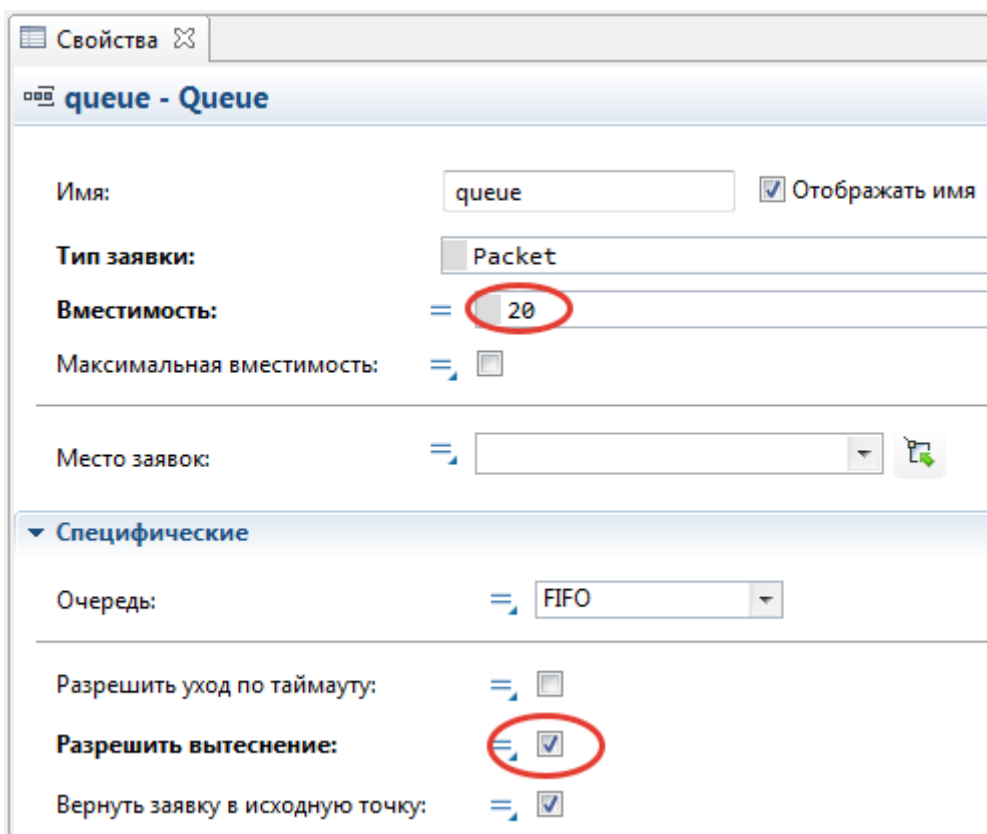 Свойства
queue - Queue
Имя: queue Отображать имя
Тип заявки: Packet
Вместимость: 20
Максимальная вместимость:
Место заявок:
Специфические
Очередь: FIFO
Разрешить уход по таймауту:
Разрешить вытеснение:
Вернуть заявку в исходную точку: